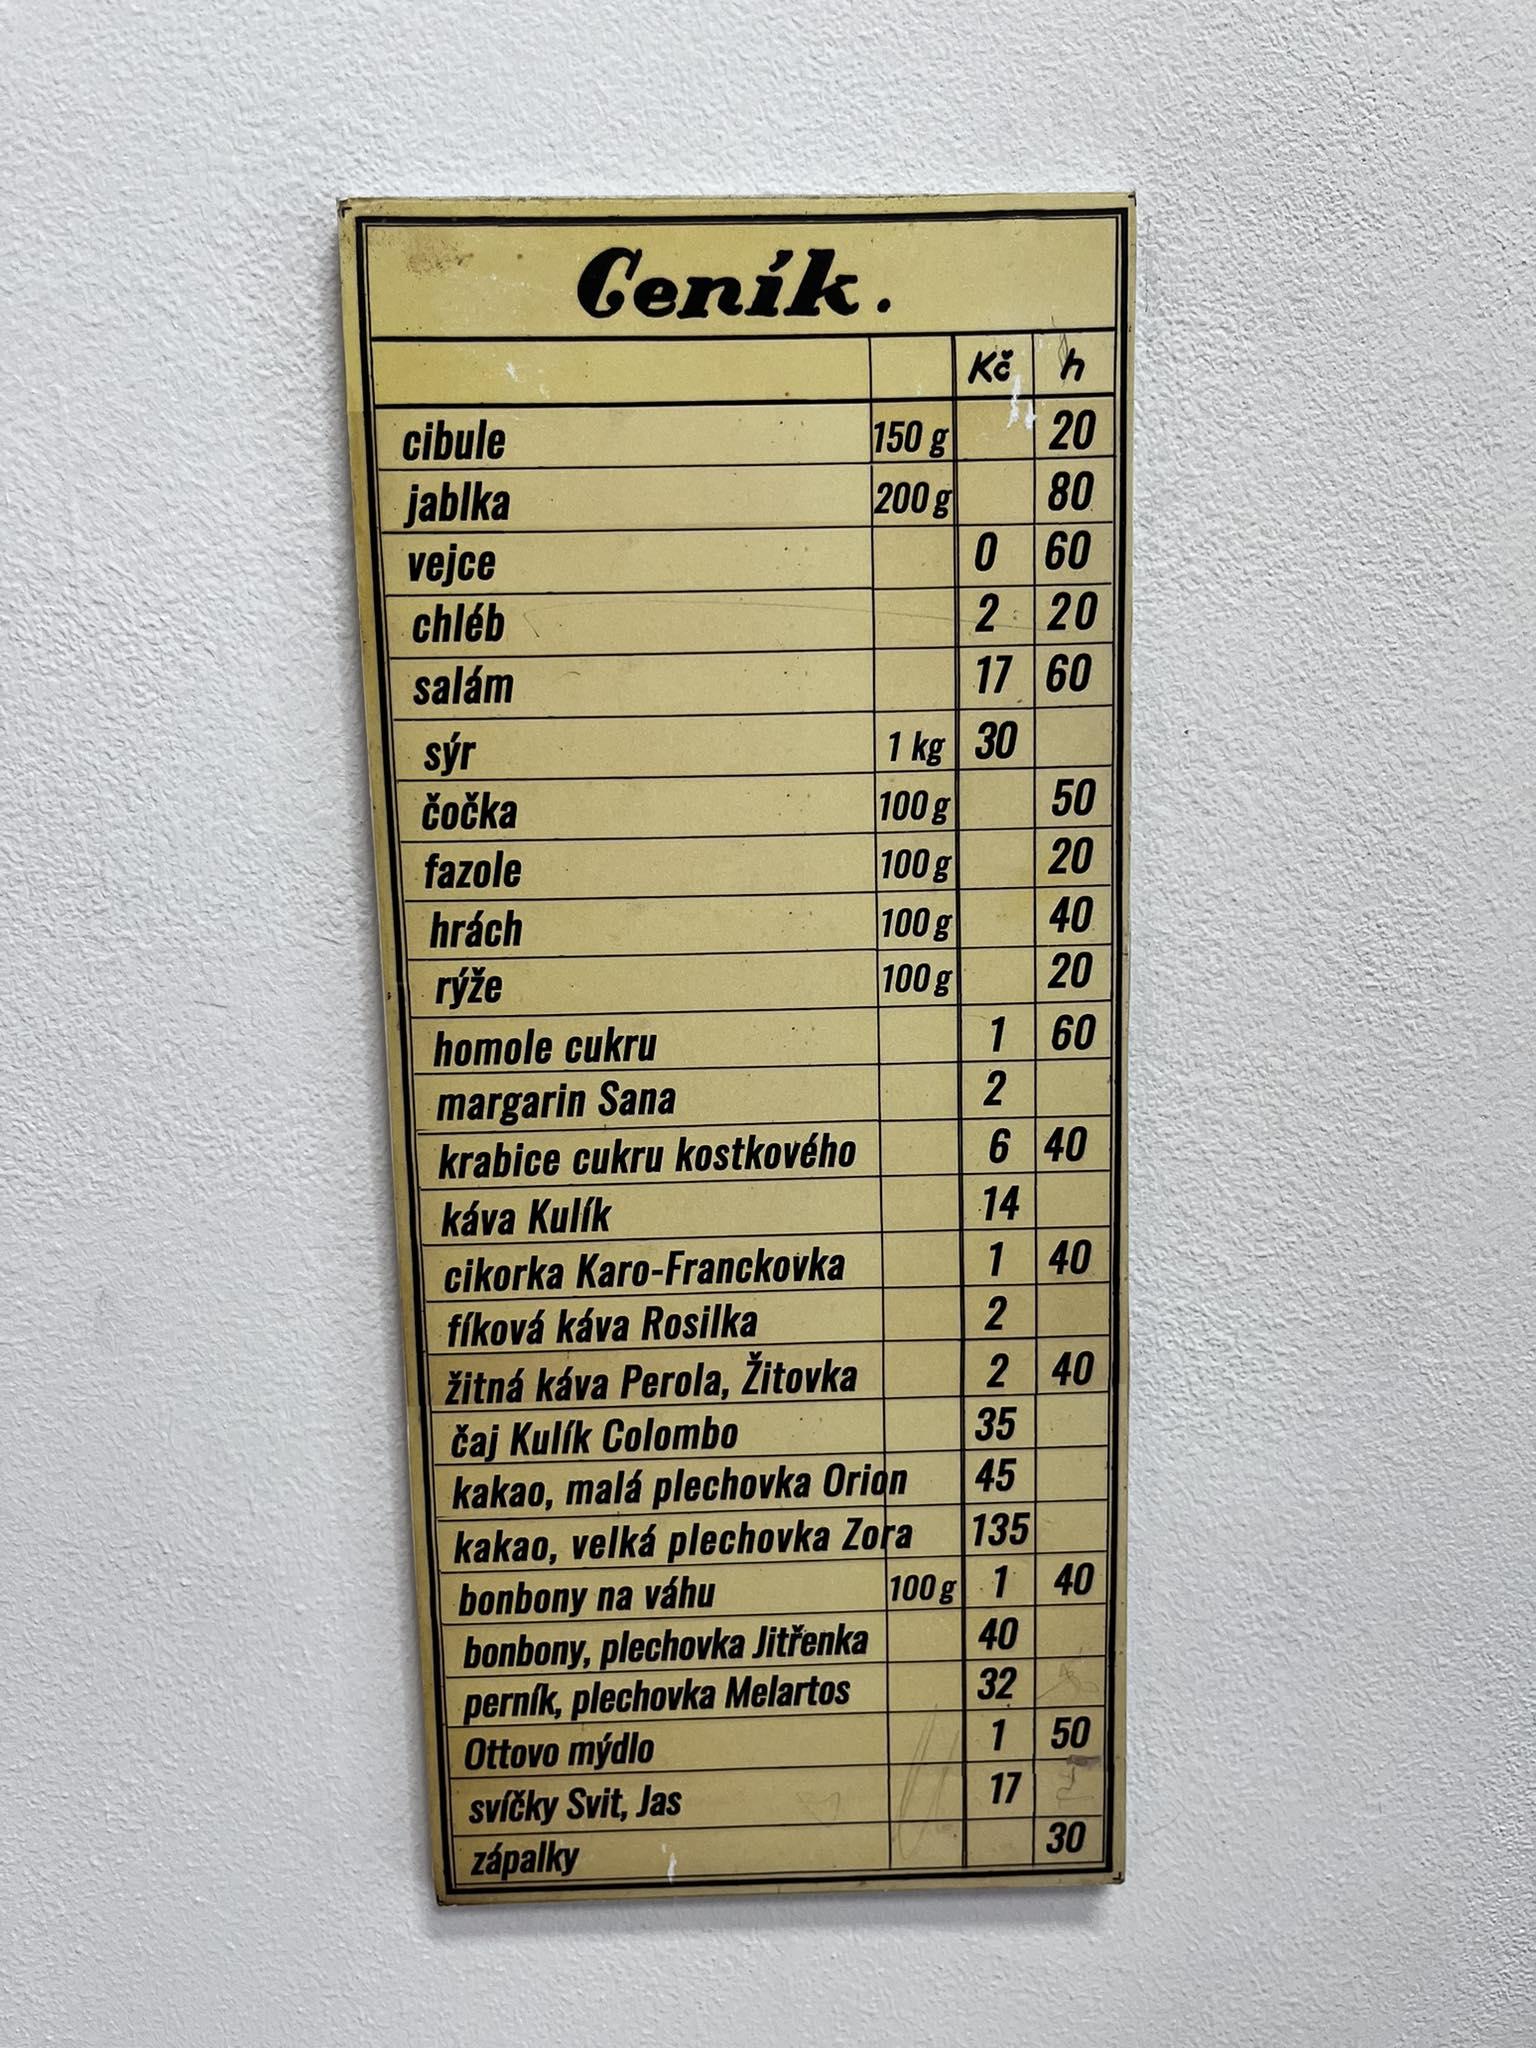 Ceník.
Kč h
cibule 150 g 20
jablka 200 g 80
vejce 0 60
chléb 2 20
salám 17 60
sýr 1 kg 30
čočka 100 g 50
fazole 100 g 20
hrách 100 g 40
rýže 100 g 20
homole cukru 1 60
margarin Sana 2
krabice cukru kostkového 6 40
káva Kulík 14
cikorka Karo-Franckovka 1 40
fíková káva Rosilka 2
žitná káva Perola, Žitovka 2 40
čaj Kulík Colombo 35
kakao, malá plechovka Orion 45
kakao, velká plechovka Zora 135
bonbony na váhu 100 g 1 40
bonbony, plechovka Jitřenka 40
perník, plechovka Melartos 32
Ottovo mýdlo 1 50
svíčky Svit, Jas 17
zápalky 30